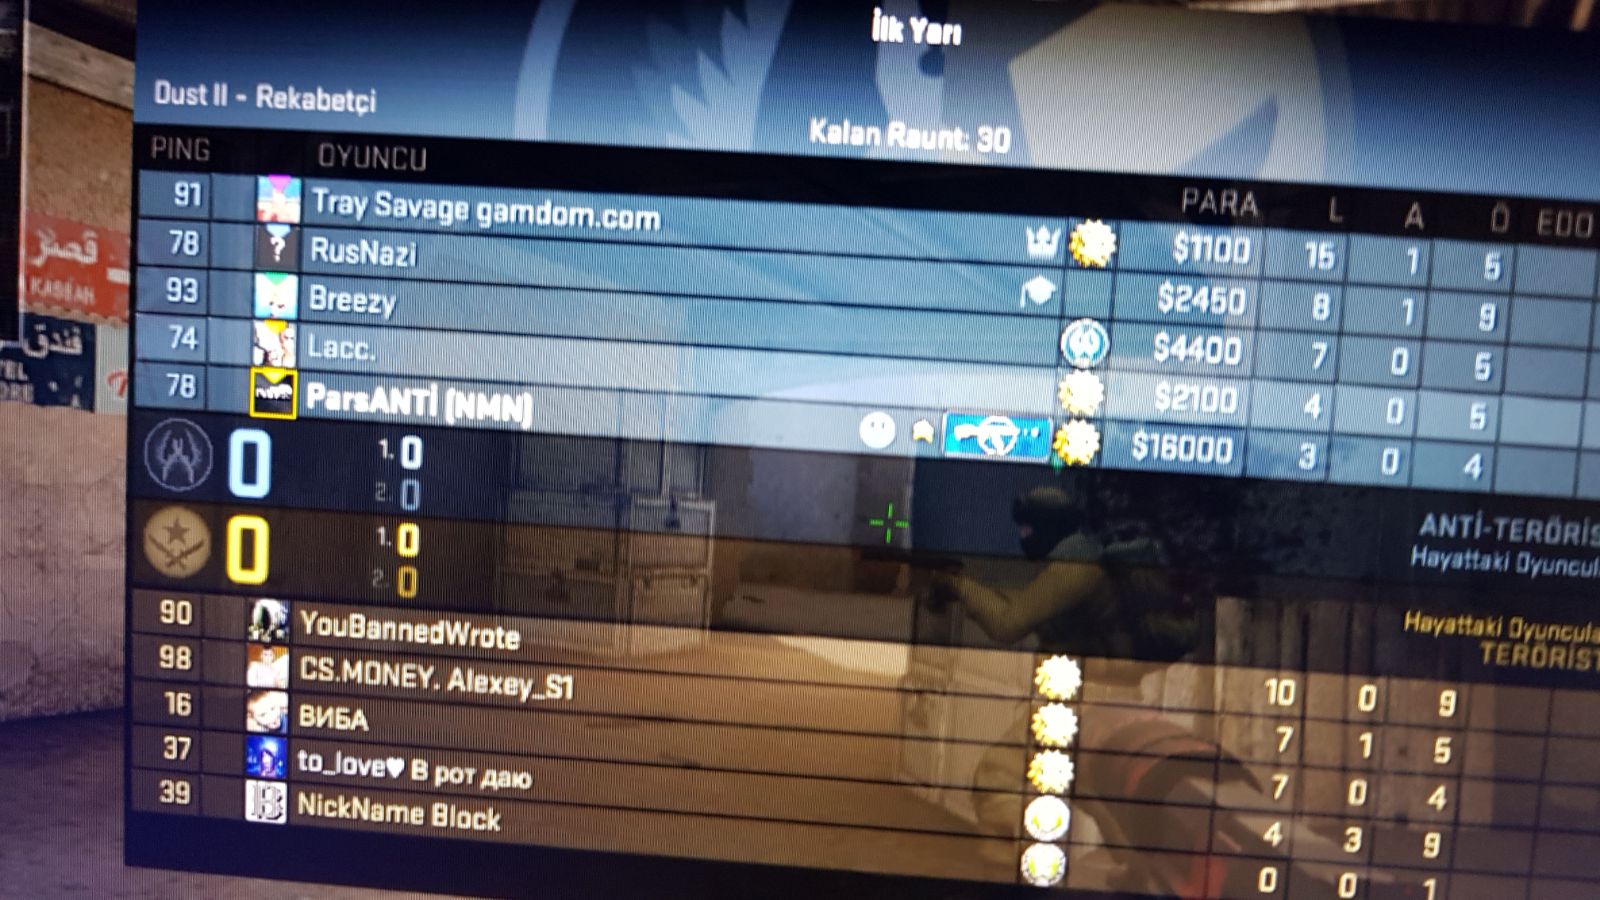 İlk Yarı
Dust II - Rekabetçi
Kalan Raunt: 30
PING OYUNCU PARA L A Ö
91 Tray Savage gamdom.com $1100 15 1 5
78 RusNazi $2450 8 1 9
93 Breezy $4400 7 0 5
74 Lacc. $2100 4 0 5
78 ParsANTİ (NMN) $16000 3 0 4
0 1. 0
2. 0
ANTİ-TERÖRİS
Hayattaki Oyuncul
0 1. 0
2. 0
Hayattaki Oyuncula
TERÖRİST
90 YouBannedWrote 10 0 9
98 CS.MONEY. Alexey_S1 7 1 5
16 ВИБА 7 0 4
37 to_love♥ В рот даю 4 3 9
39 NickName Block 0 0 1
قصر
KASBAH
فندق